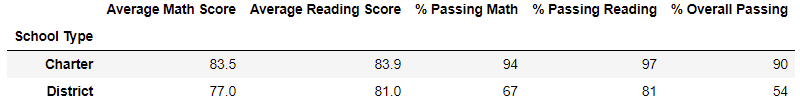 Average Math Score Average Reading Score % Passing Math % Passing Reading % Overall Passing
School Type
Charter 83.5 83.9 94 97 90
District 77.0 81.0 67 81 54